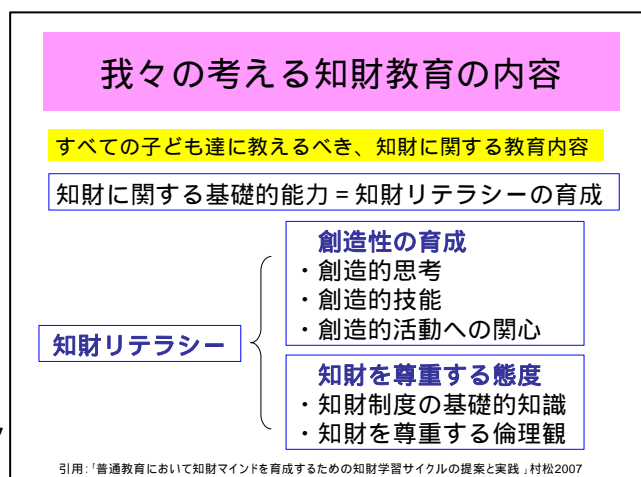 我々の考える知財教育の内容
すべての子ども達に教えるべき、知財に関する教育内容
知財に関する基礎的能力＝知財リテラシーの育成
創造性の育成
・創造的思考
・創造的技能
・創造的活動への関心
知財リテラシー
知財を尊重する態度
・知財制度の基礎的知識
・知財を尊重する倫理観
引用：「普通教育において知財マインドを育成するための知財学習サイクルの提案と実践」村松2007